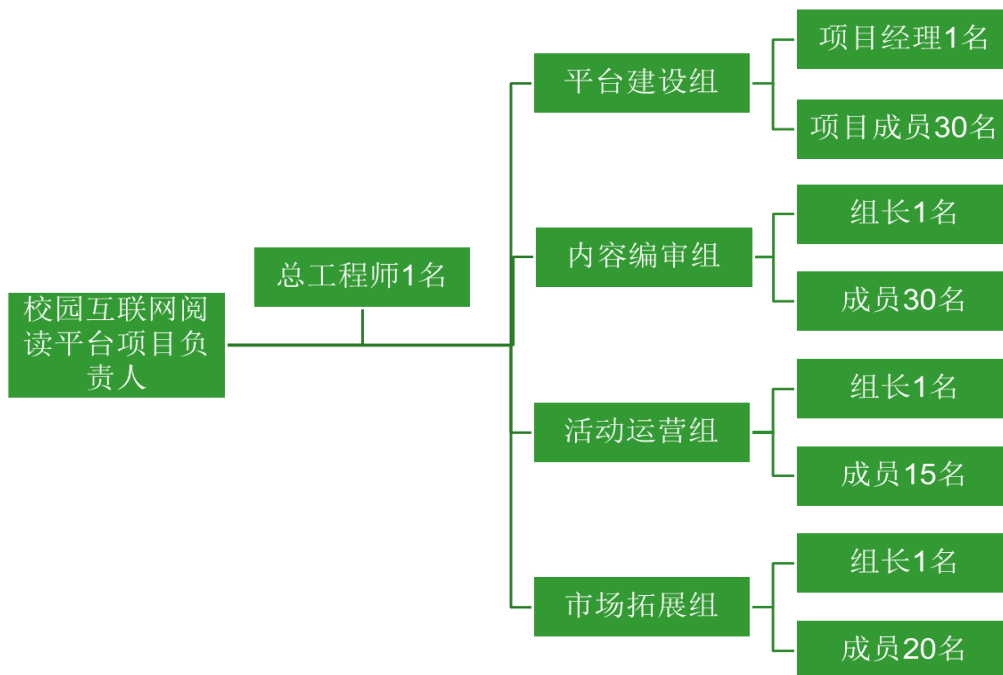 校园互联网阅
读平台项目负
责人
总工程师1名
平台建设组
项目经理1名
项目成员30名
内容编审组
组长1名
成员30名
活动运营组
组长1名
成员15名
市场拓展组
组长1名
成员20名